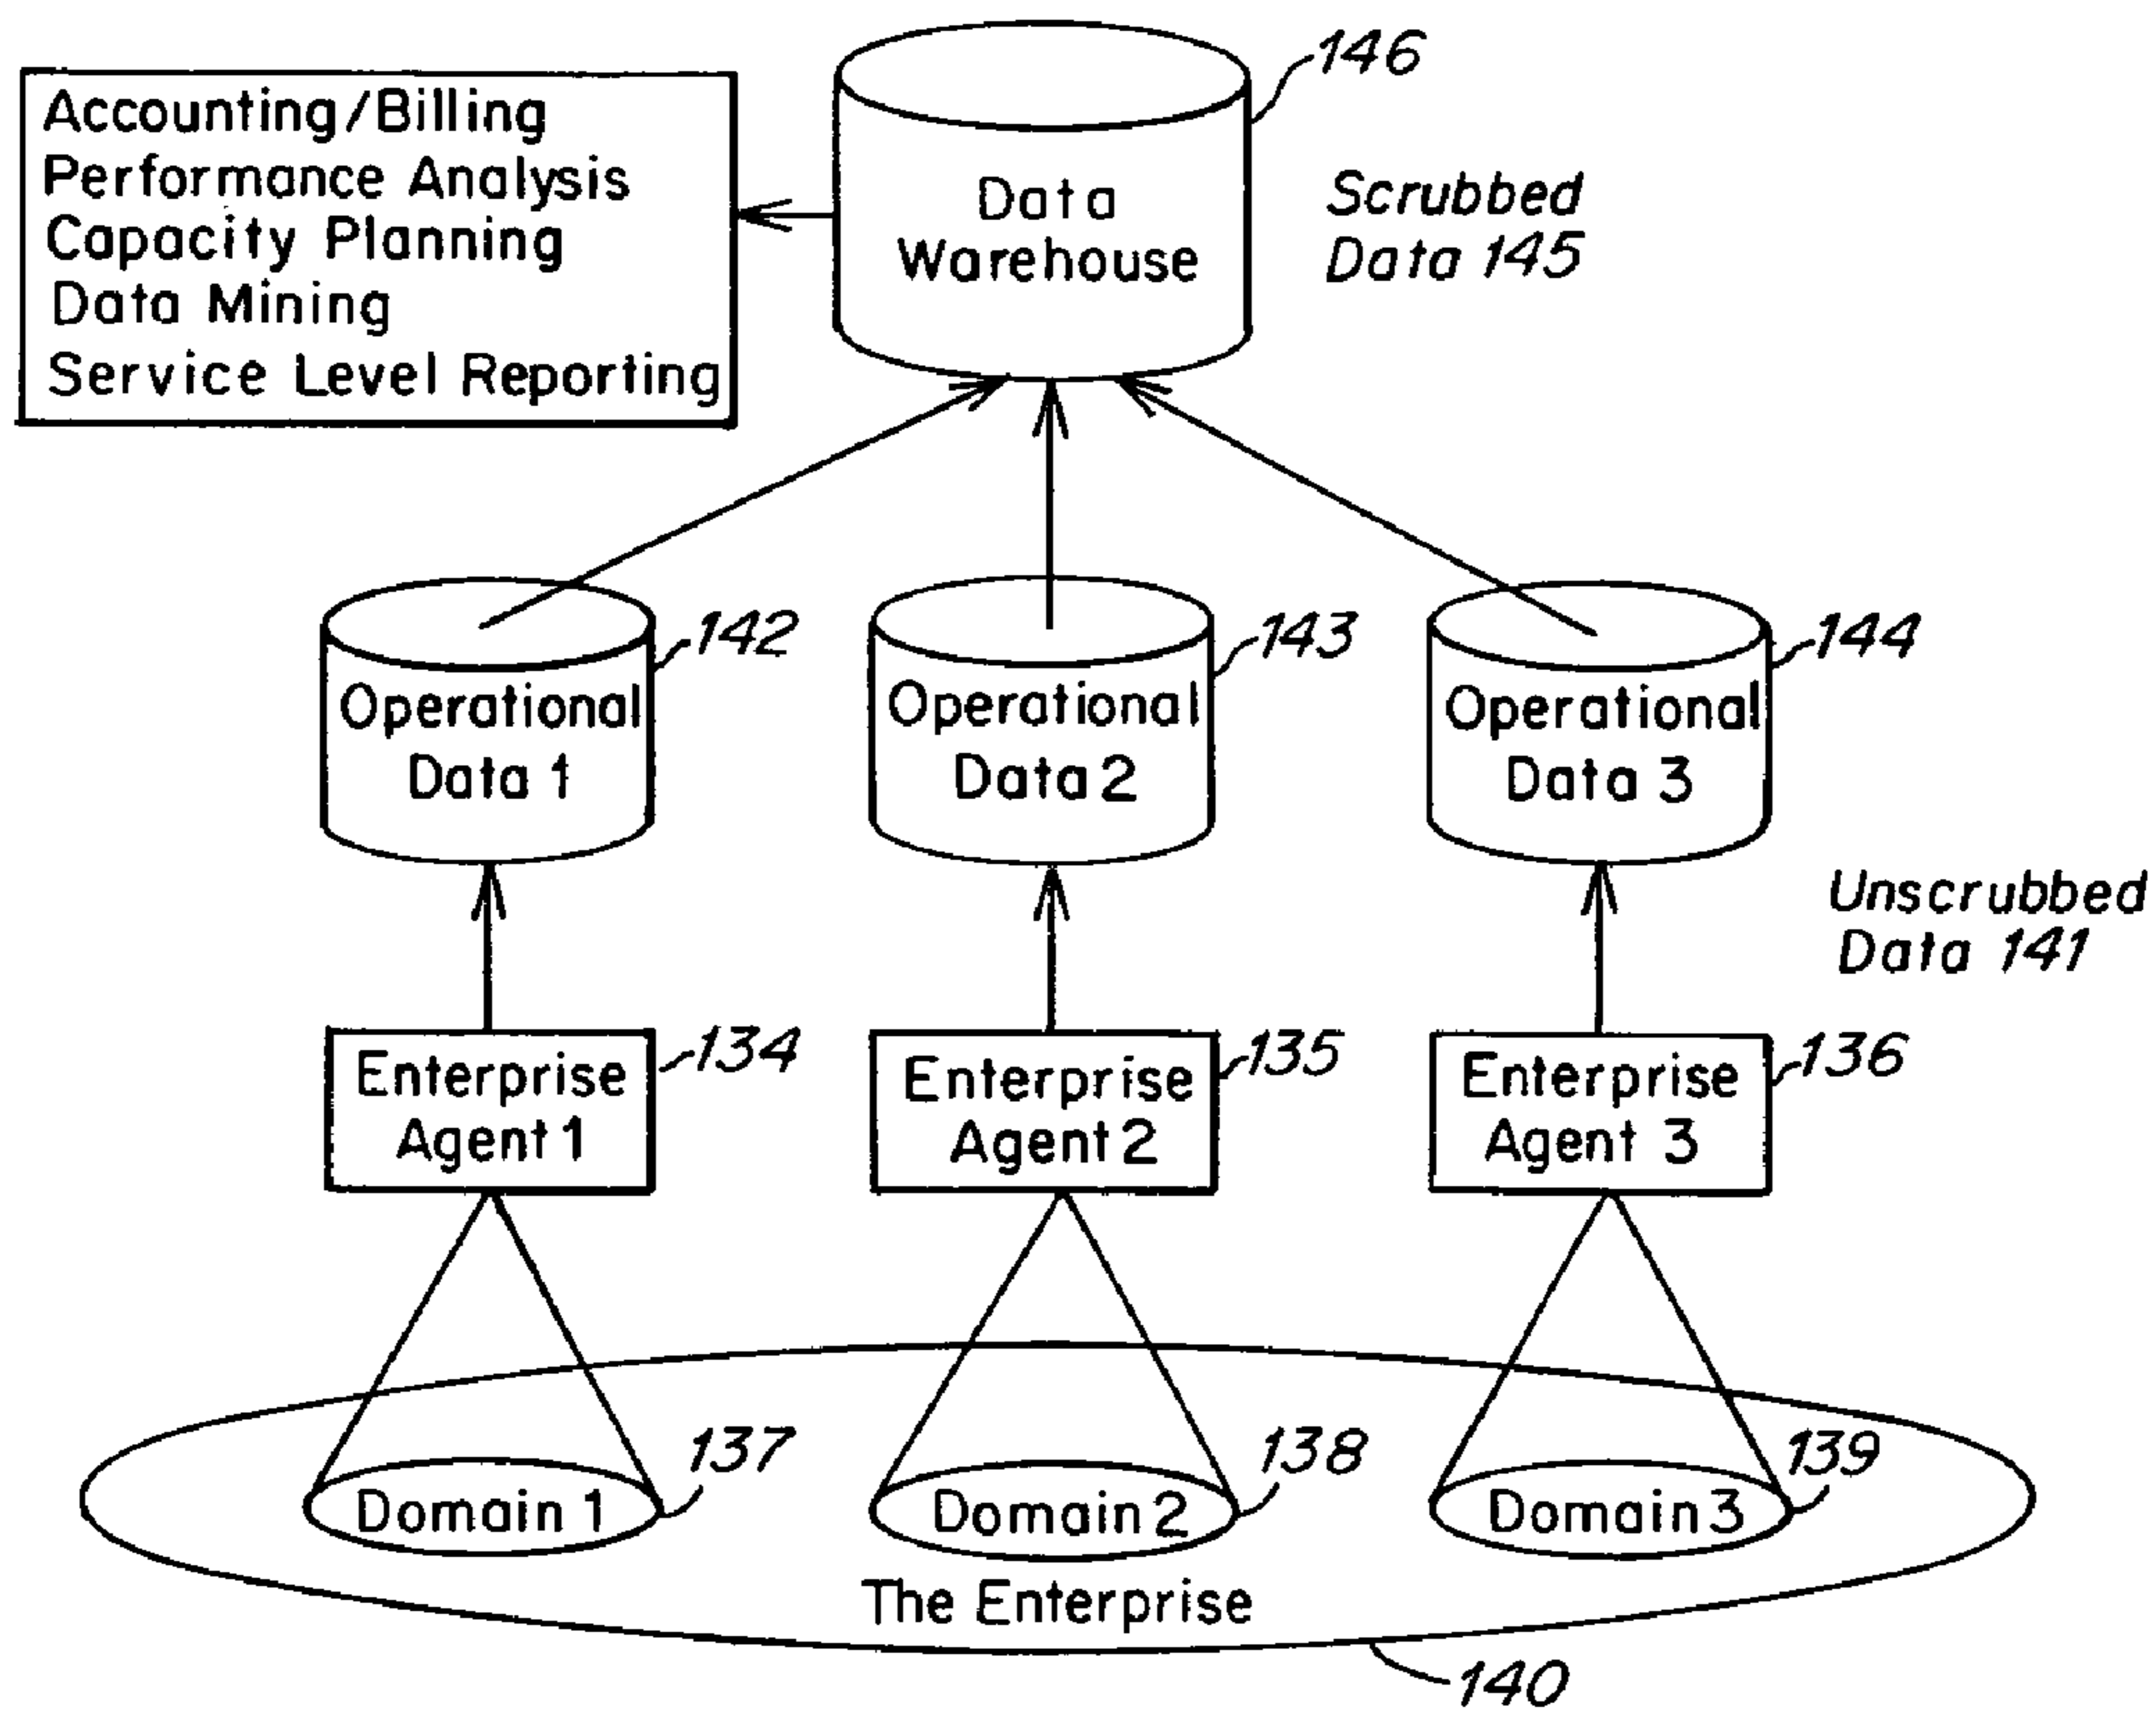 146
Accounting/Billing
Performance Analysis
Capacity Planning
Data Mining
Service Level Reporting
Data
Warehouse
Scrubbed
Data 145
142
143
144
Operational
Data 1
Operational
Data 2
Operational
Data 3
Unscrubbed
Data 141
134
135
136
Enterprise
Agent 1
Enterprise
Agent 2
Enterprise
Agent 3
137
138
139
Domain 1
Domain 2
Domain 3
The Enterprise
140